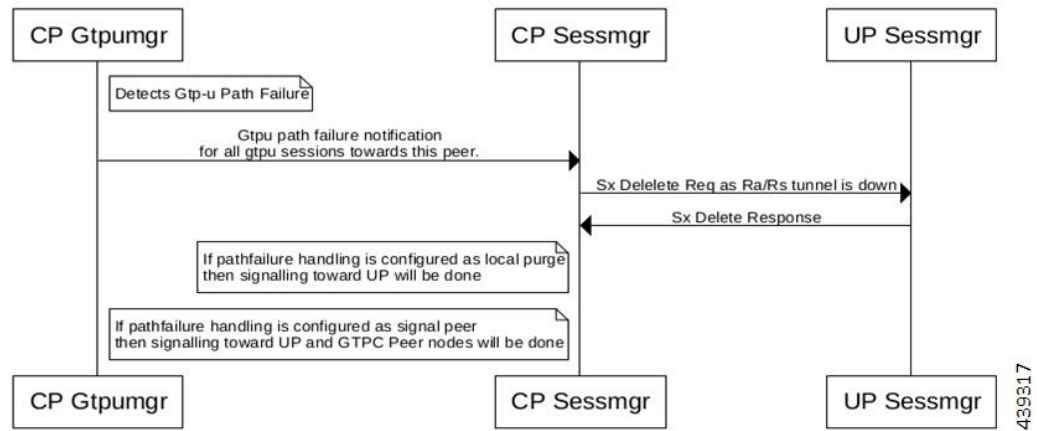 CP Gtpumgr
CP Sessmgr
UP Sessmgr
Detects Gtp-u Path Failure
Gtpu path failure notification
for all gtpu sessions towards this peer.
Sx Delelete Req as Ra/Rs tunnel is down
Sx Delete Response
If pathfailure handling is configured as local purge
then signalling toward UP will be done
If pathfailure handling is configured as signal peer
then signalling toward UP and GTPC Peer nodes will be done
CP Gtpumgr
CP Sessmgr
UP Sessmgr
439317